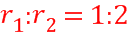 r₁:r₂ = 1:2